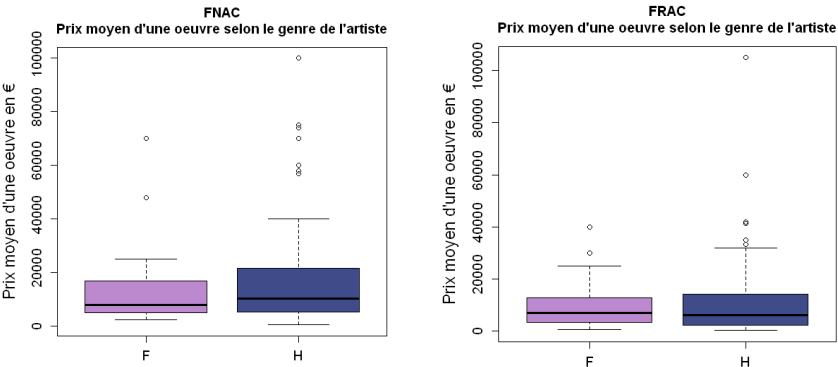 FNAC
Prix moyen d'une oeuvre selon le genre de l'artiste
Prix moyen d'une oeuvre en €
100000
80000
60000
40000
20000
0
F
H
FRAC
Prix moyen d'une oeuvre selon le genre de l'artiste
Prix moyen d'une oeuvre en €
100000
80000
60000
40000
20000
0
F
H